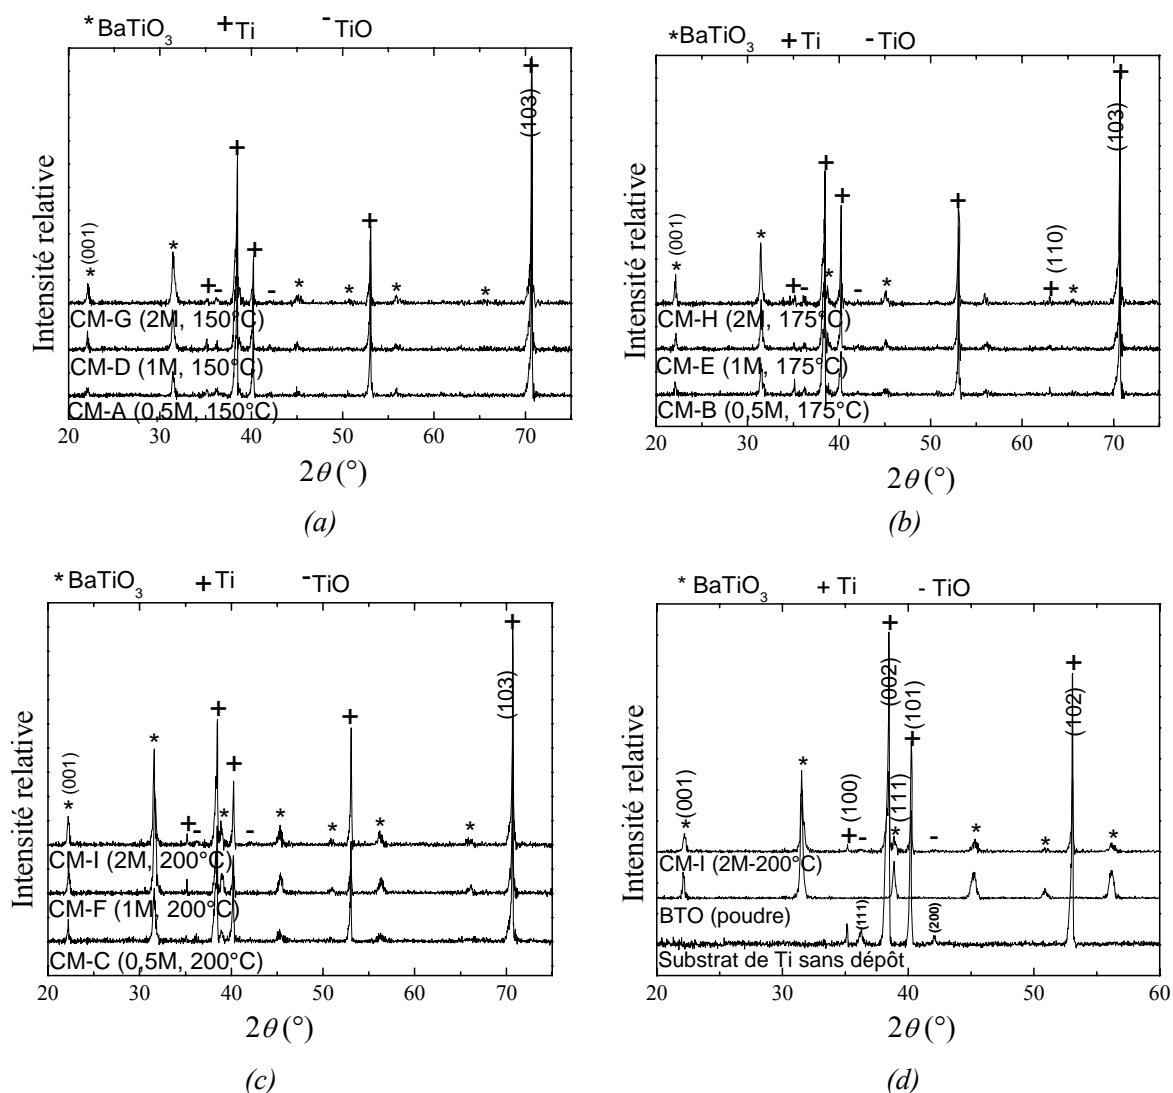 *BaTiO3 +Ti -TiO
Intensité relative
*(001) * + - + + - * * * + * + (103)
CM-G (2M, 150°C)
CM-D (1M, 150°C)
CM-A (0,5M, 150°C)
20 30 40 50 60 70
2θ (°)
(a)
*BaTiO3 +Ti -TiO
Intensité relative
*(001) * + - + * + - * + + (110) * + (103)
CM-H (2M, 175°C)
CM-E (1M, 175°C)
CM-B (0,5M, 175°C)
20 30 40 50 60 70
2θ (°)
(b)
*BaTiO3 +Ti -TiO
Intensité relative
*(001) * + - + * + - * * + * * + (103)
CM-I (2M, 200°C)
CM-F (1M, 200°C)
CM-C (0,5M, 200°C)
20 30 40 50 60 70
2θ (°)
(c)
* BaTiO3 + Ti - TiO
Intensité relative
*(001) * +(100) - +(002) *(111) +(101) - * * +(102) *
CM-I (2M-200°C)
BTO (poudre)
(111) (200)
Substrat de Ti sans dépôt
20 30 40 50 60
2θ (°)
(d)